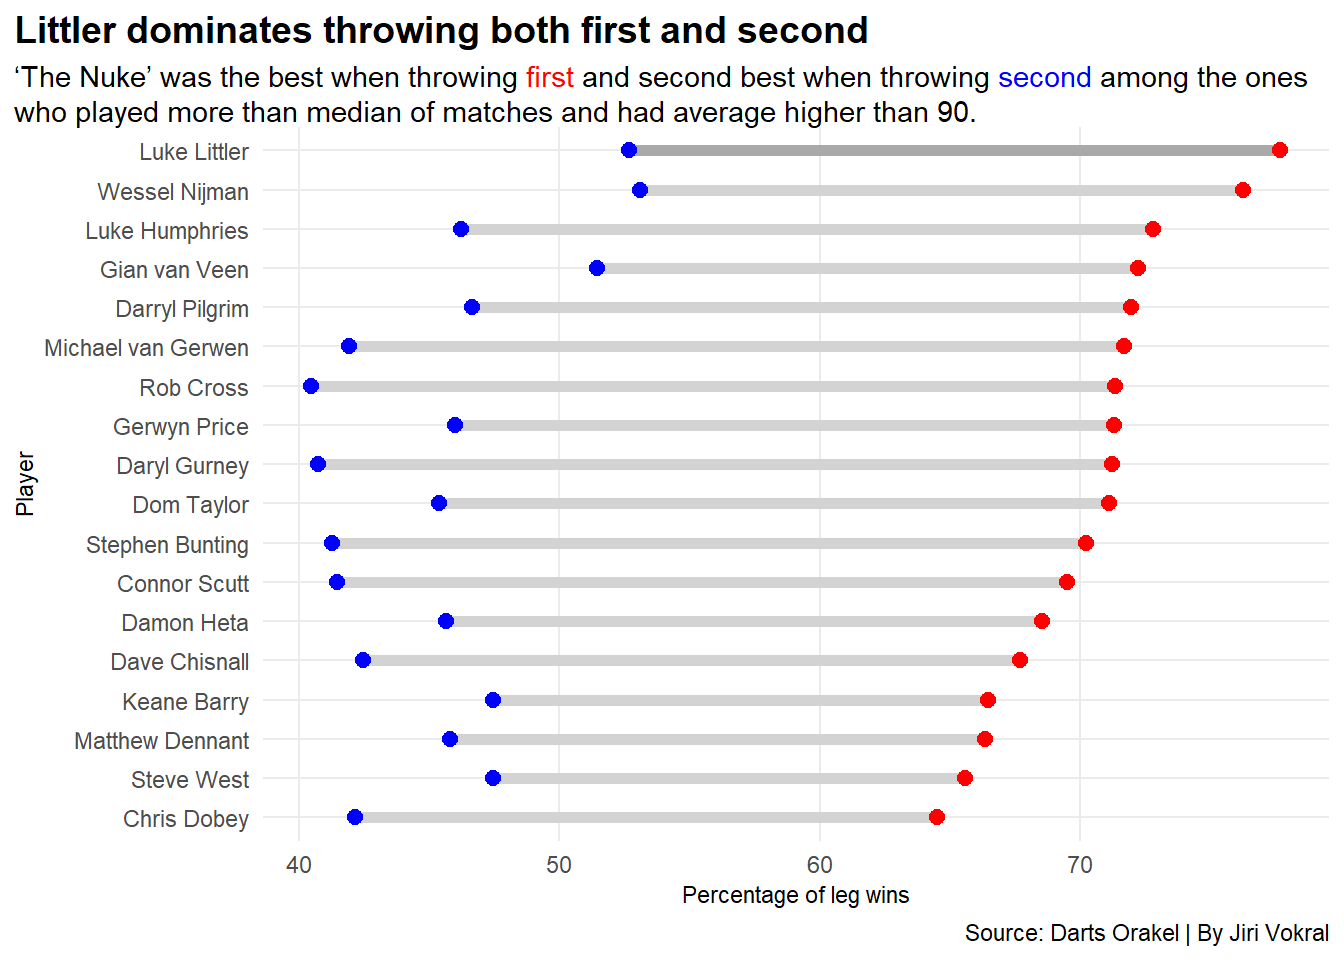 Littler dominates throwing both first and second
‘The Nuke’ was the best when throwing first and second best when throwing second among the ones
who played more than median of matches and had average higher than 90.
Luke Littler
Wessel Nijman
Luke Humphries
Gian van Veen
Darryl Pilgrim
Michael van Gerwen
Rob Cross
Gerwyn Price
Daryl Gurney
Dom Taylor
Stephen Bunting
Connor Scutt
Damon Heta
Dave Chisnall
Keane Barry
Matthew Dennant
Steve West
Chris Dobey
Player
40 50 60 70
Percentage of leg wins
Source: Darts Orakel | By Jiri Vokral